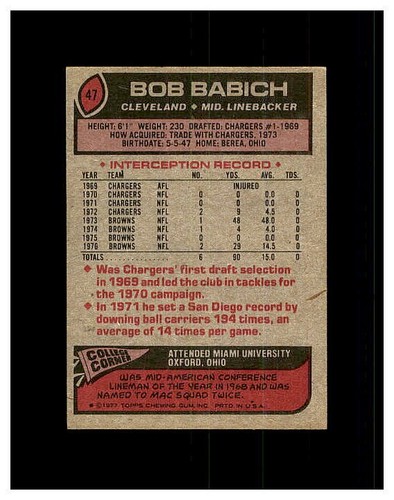 47
BOB BABICH
CLEVELAND ◆ MID. LINEBACKER
HEIGHT: 6'1" WEIGHT: 230 DRAFTED: CHARGERS #1-1969
HOW ACQUIRED: TRADE WITH CHARGERS, 1973
BIRTHDATE: 5-5-47 HOME: BEREA, OHIO
◆ INTERCEPTION RECORD ◆
YEAR TEAM NO. YDS. AVG. TDS.
1969 CHARGERS AFL INJURED
1970 CHARGERS NFL 0 0 0.0 0
1971 CHARGERS NFL 0 0 0.0 0
1972 CHARGERS NFL 2 9 4.5 0
1973 BROWNS NFL 1 48 48.0 0
1974 BROWNS NFL 1 4 4.0 0
1975 BROWNS NFL 0 0 0.0 0
1976 BROWNS NFL 2 29 14.5 0
TOTALS............... 6 90 15.0 0
◆ Was Chargers' first draft selection
in 1969 and led the club in tackles for
the 1970 campaign.
◆ In 1971 he set a San Diego record by
downing ball carriers 194 times, an
average of 14 times per game.
COLLEGE
CORNER
ATTENDED MIAMI UNIVERSITY
OXFORD, OHIO
WAS MID-AMERICAN CONFERENCE
LINEMAN OF THE YEAR IN 1968 AND WAS
NAMED TO MAC SQUAD TWICE.
© 1977 TOPPS CHEWING GUM, INC. PRTD. IN U.S.A.